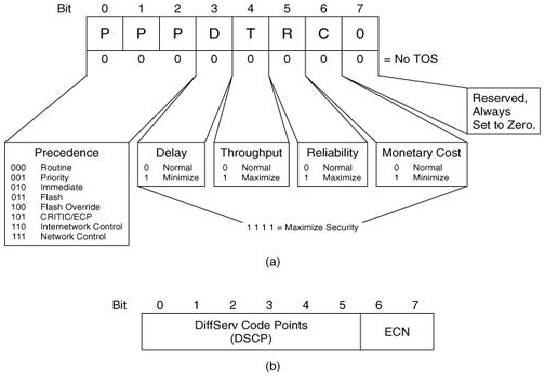 Bit 0 1 2 3 4 5 6 7
P P P D T R C 0
0 0 0 0 0 0 0 0 = No TOS
Reserved,
Always
Set to Zero.
Precedence
000 Routine
001 Priority
010 Immediate
011 Flash
100 Flash Override
101 CRITIC/ECP
110 Internetwork Control
111 Network Control
Delay
0 Normal
1 Minimize
Throughput
0 Normal
1 Maximize
Reliability
0 Normal
1 Maximize
Monetary Cost
0 Normal
1 Minimize
1 1 1 1 = Maximize Security
(a)
Bit 0 1 2 3 4 5 6 7
DiffServ Code Points
(DSCP)
ECN
(b)